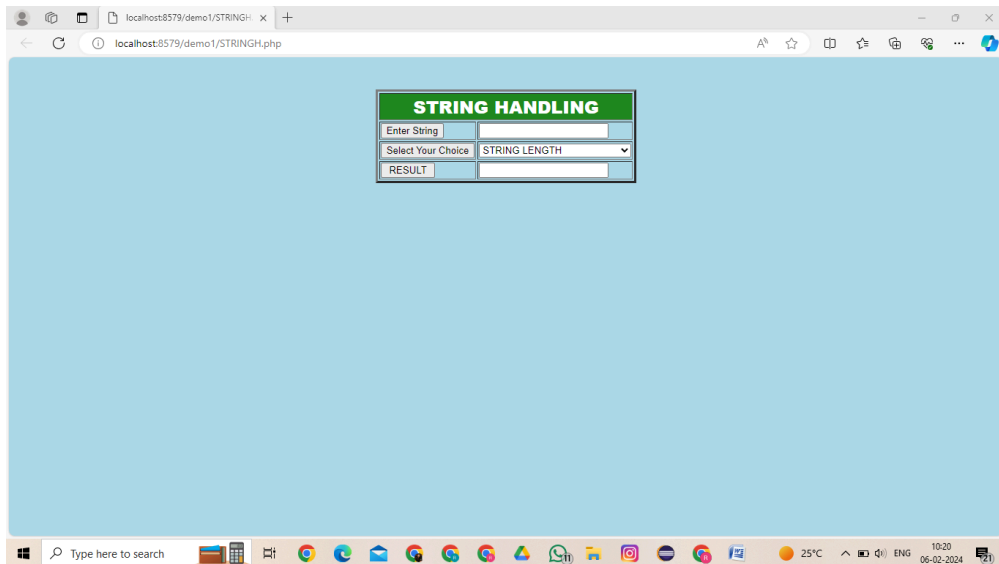 localhost:8579/demo1/STRINGH.
localhost:8579/demo1/STRINGH.php
STRING HANDLING
Enter String
Select Your Choice STRING LENGTH
RESULT
Type here to search
25°C
ENG
10:20
06-02-2024
21